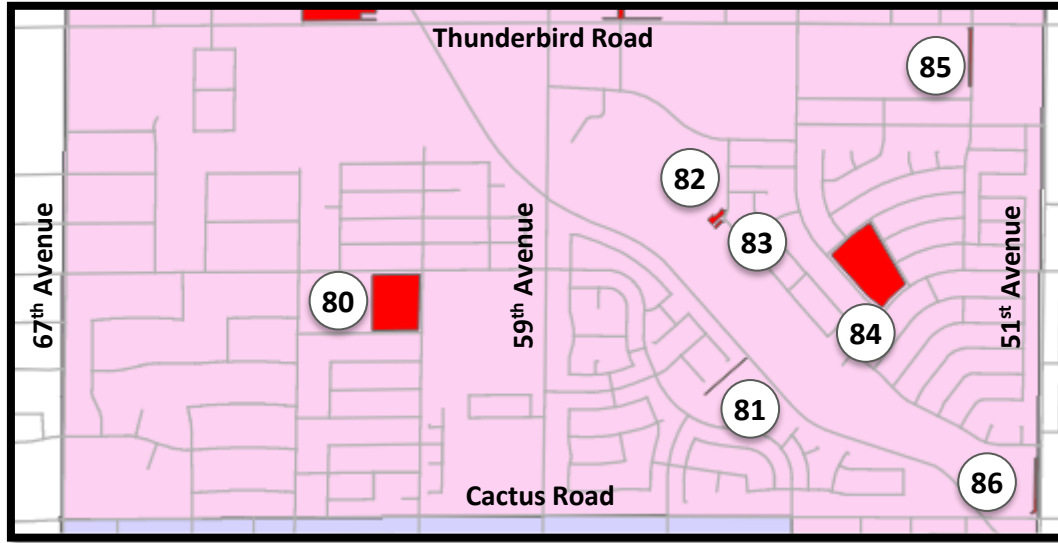 Thunderbird Road
85
82
67th Avenue
59th Avenue
83
51st Avenue
80
84
81
86
Cactus Road